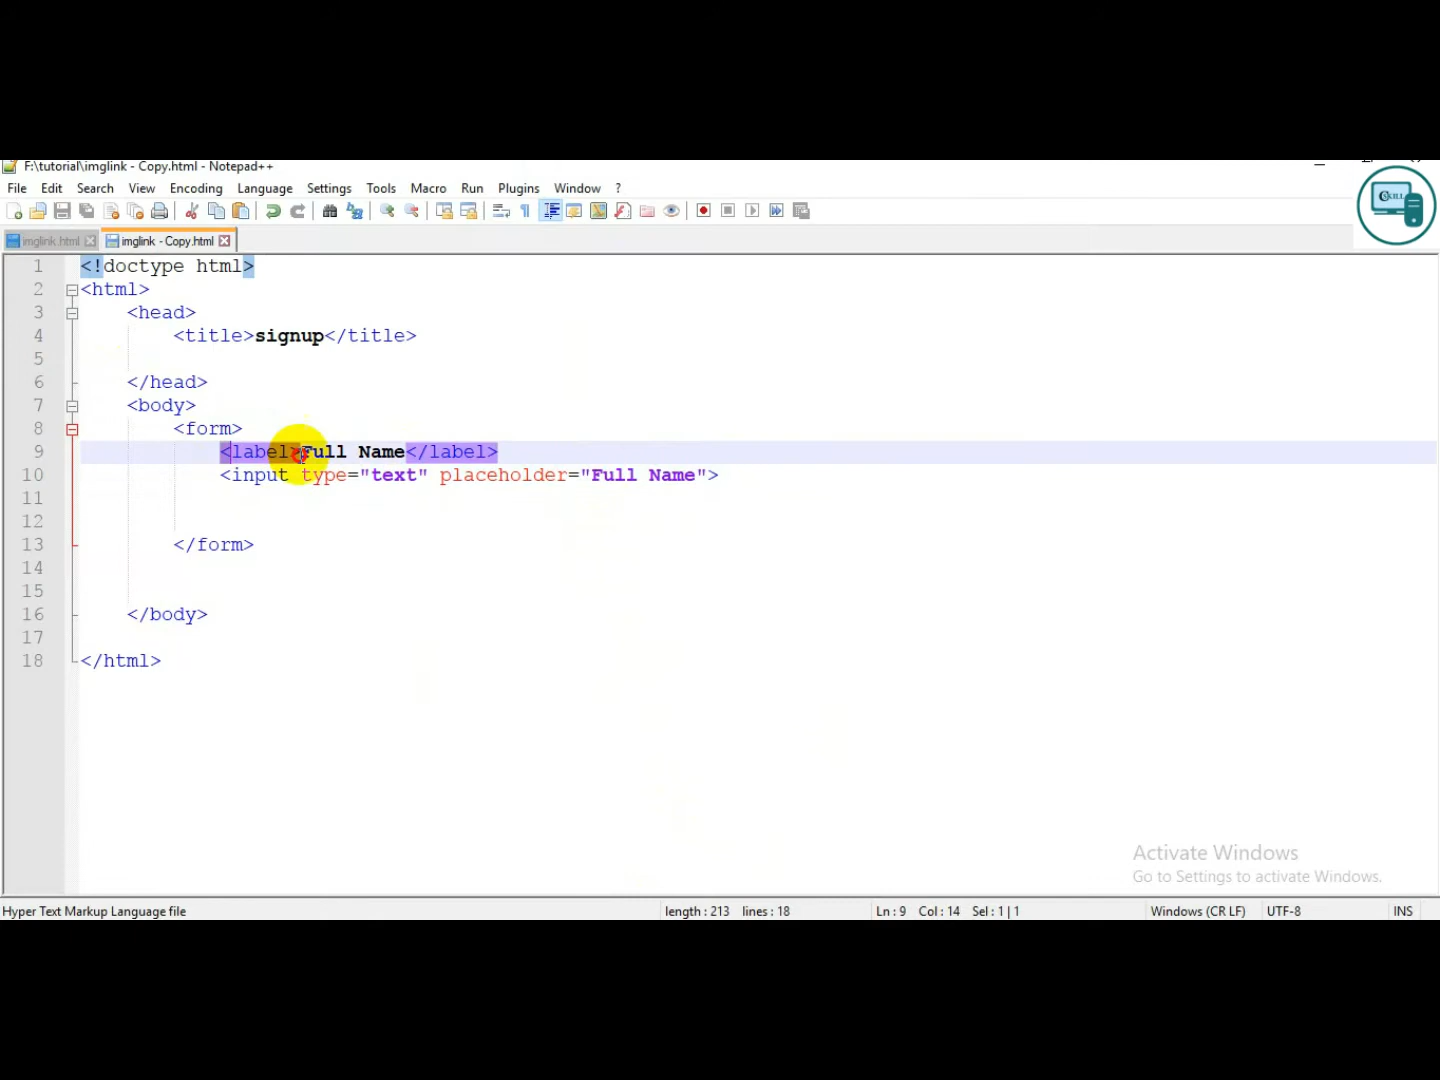 F:\tutorial\imglink - Copy.html - Notepad++
File Edit Search View Encoding Language Settings Tools Macro Run Plugins Window ?
SKILL
imglink.html imglink - Copy.html
1 <!doctype html>
2 <html>
3 <head>
4 <title>signup</title>
5
6 </head>
7 <body>
8 <form>
9 <label>Full Name</label>
10 <input type="text" placeholder="Full Name">
11
12
13 </form>
14
15
16 </body>
17
18 </html>
Activate Windows
Go to Settings to activate Windows.
Hyper Text Markup Language file length : 213 lines : 18 Ln : 9 Col : 14 Sel : 1 | 1 Windows (CR LF) UTF-8 INS